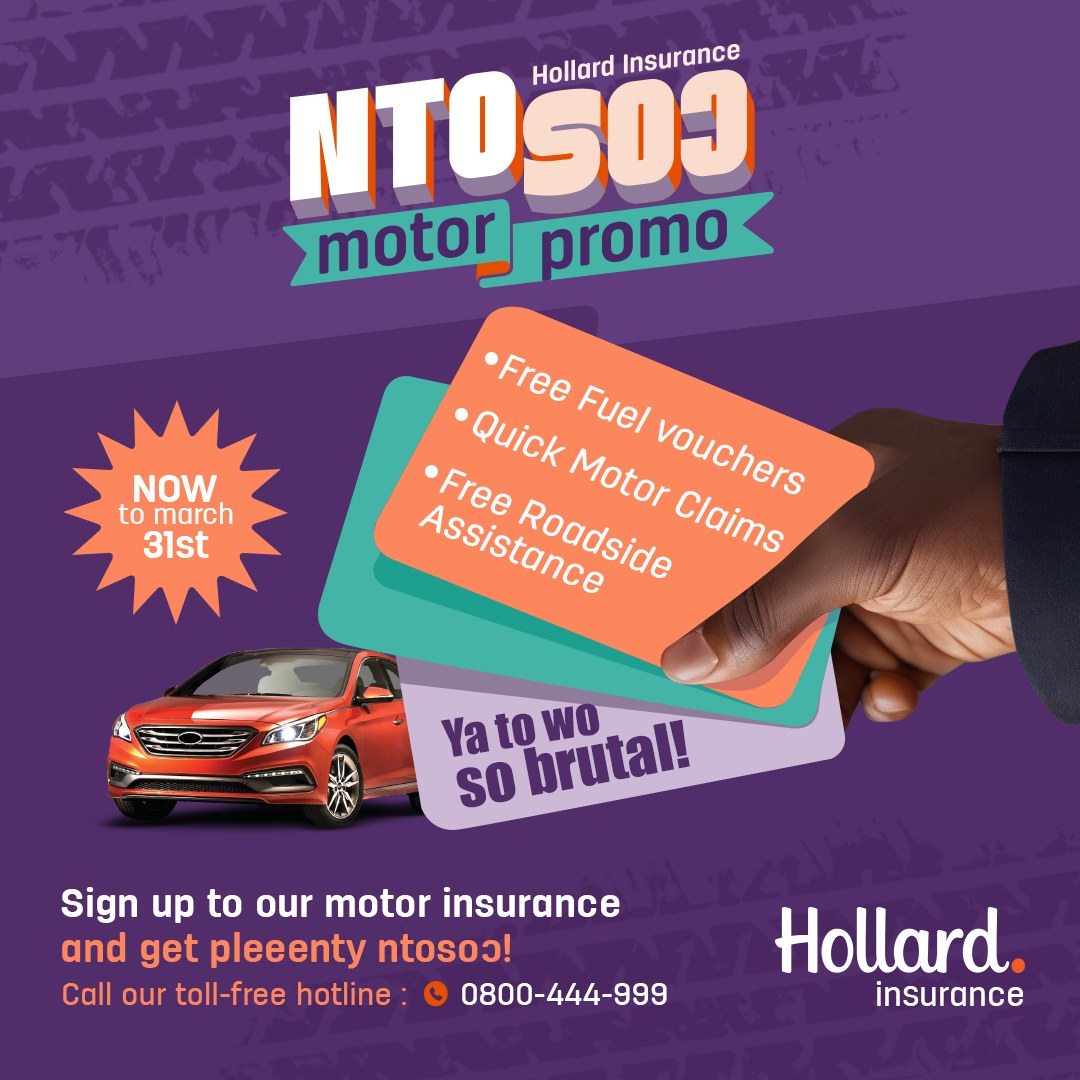 Hollard Insurance
NTOSOƆ
motor promo
• Free Fuel vouchers
• Quick Motor Claims
• Free Roadside
Assistance
NOW
to march
31st
Ya to wo
so brutal!
Sign up to our motor insurance
and get pleeenty ntosoɔ!
Call our toll-free hotline : 0800-444-999
Hollard.
insurance